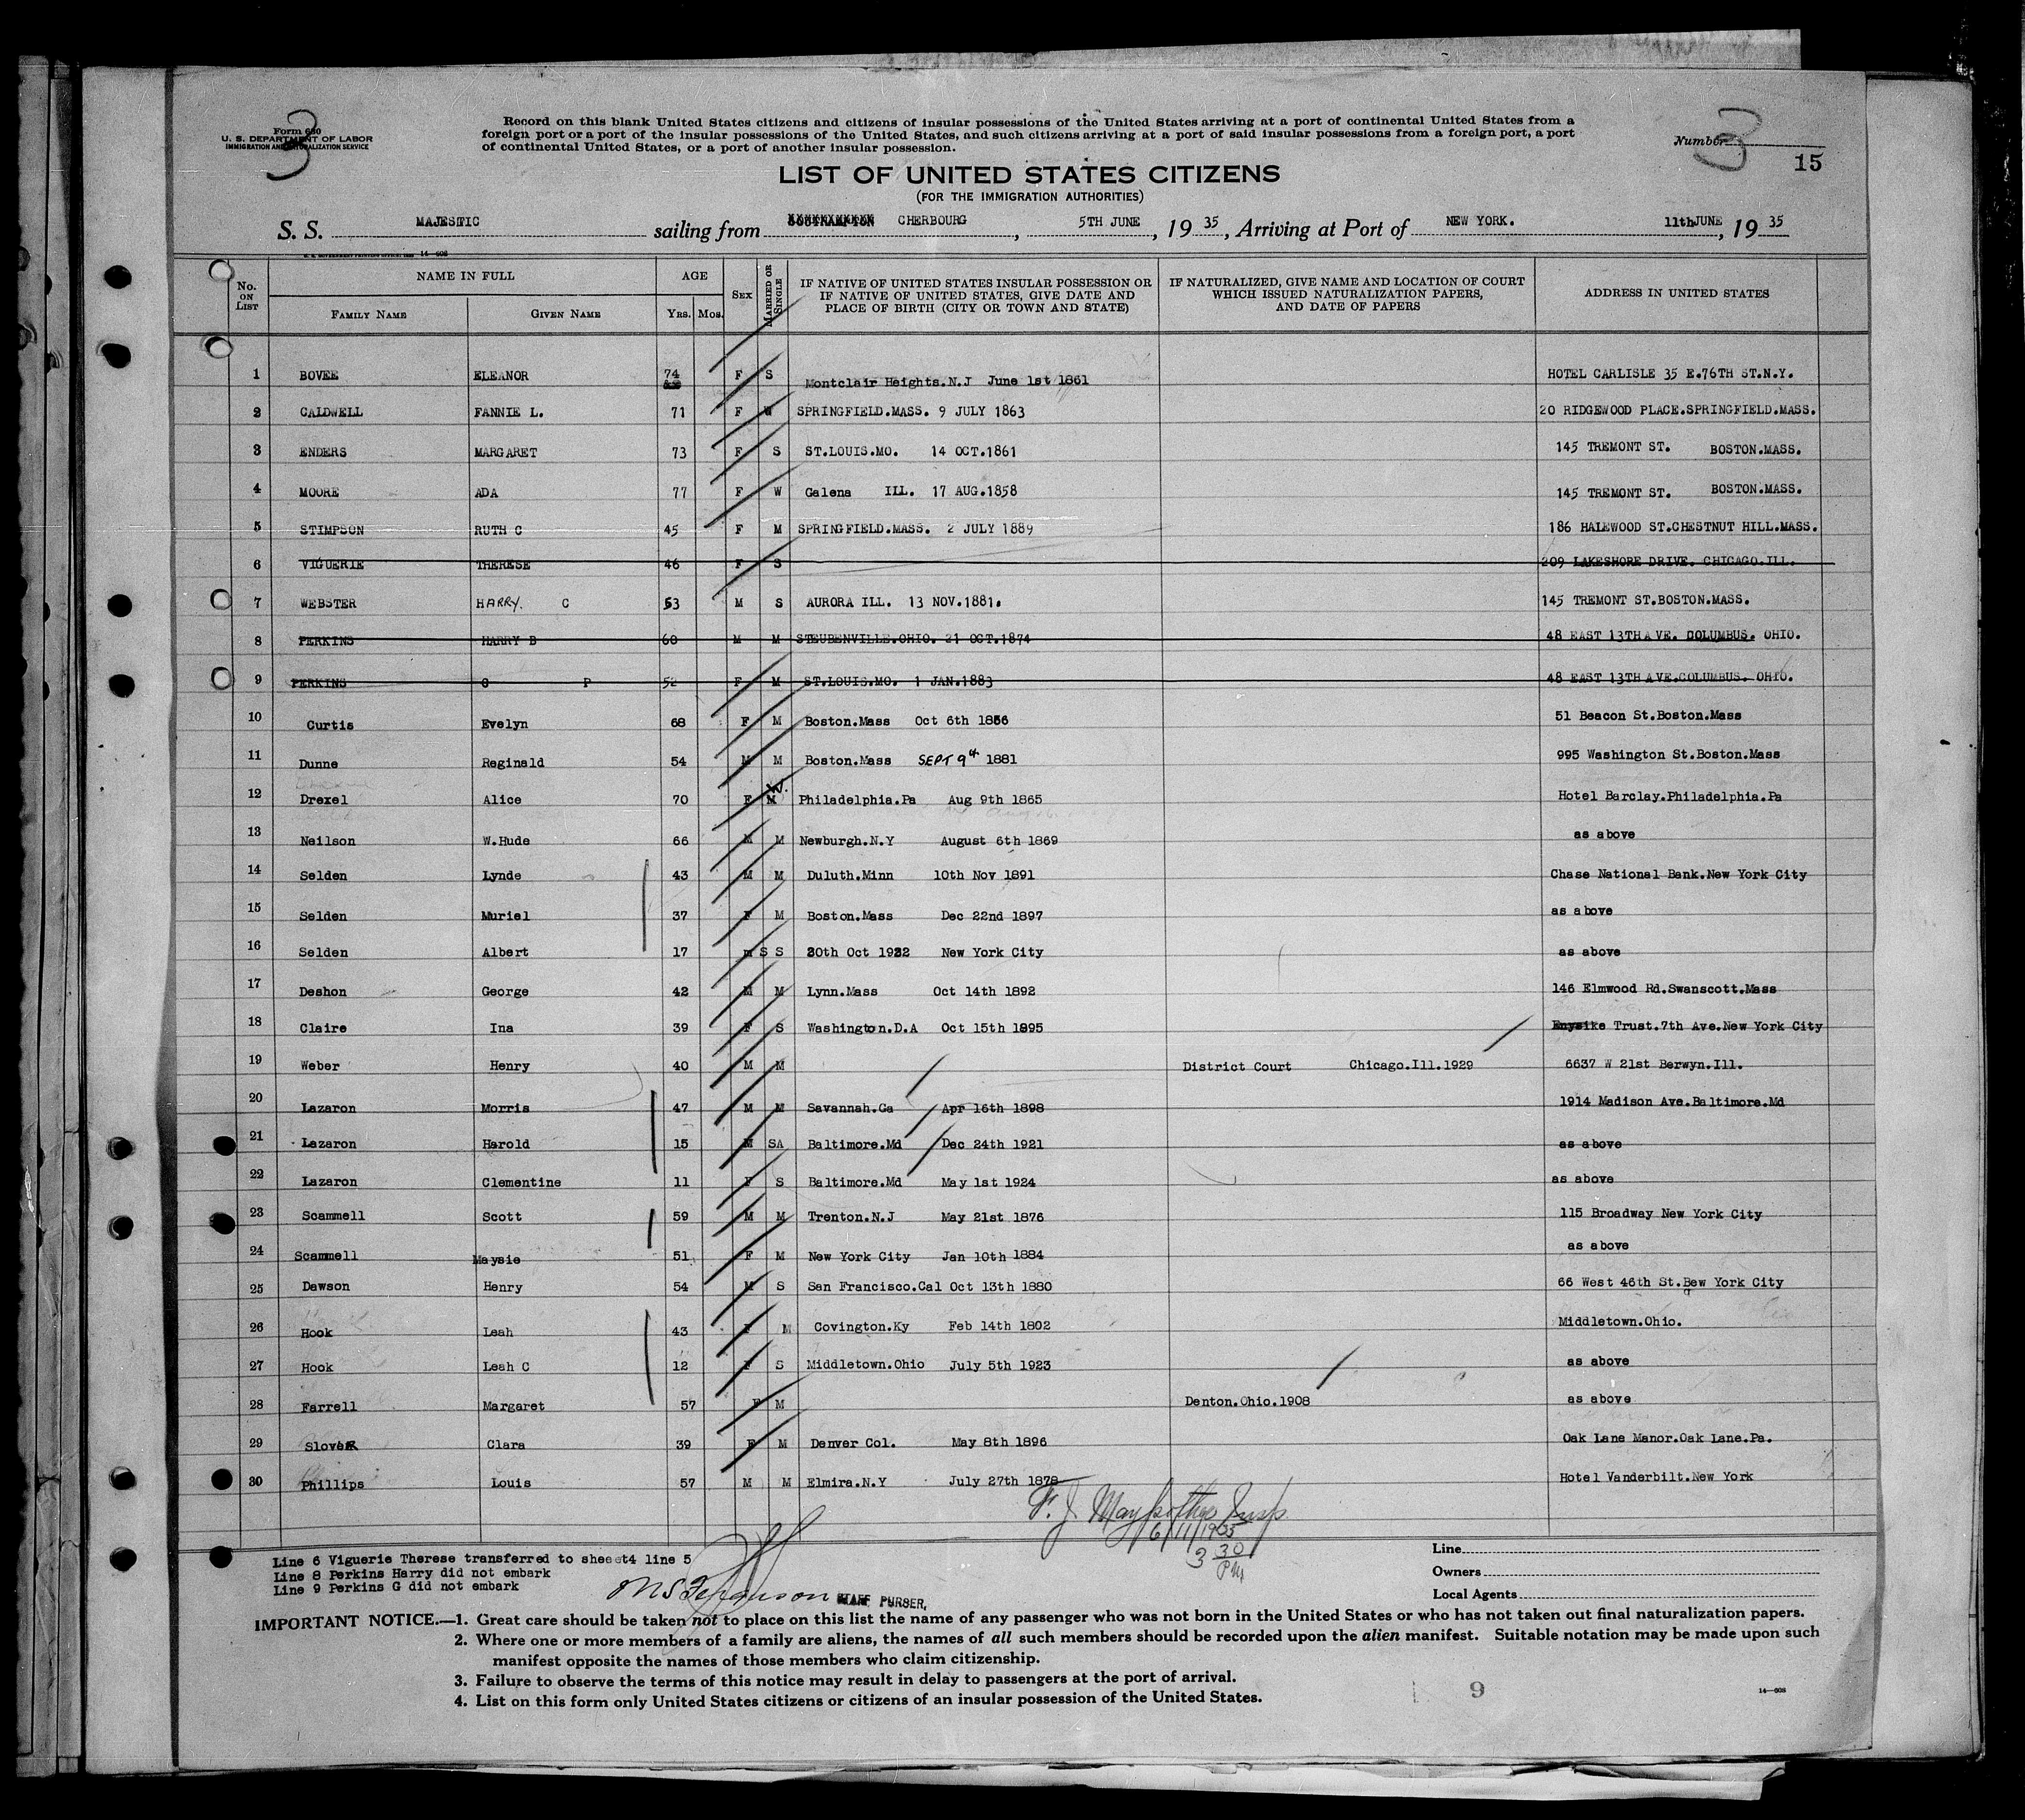 3
Form 630
U. S. DEPARTMENT OF LABOR
IMMIGRATION AND NATURALIZATION SERVICE
Record on this blank United States citizens and citizens of insular possessions of the United States arriving at a port of continental United States from a
foreign port or a port of the insular possessions of the United States, and such citizens arriving at a port of said insular possessions from a foreign port, a port
of continental United States, or a port of another insular possession.
Number 3
15
LIST OF UNITED STATES CITIZENS
(FOR THE IMMIGRATION AUTHORITIES)
S. S. MAJESTIC sailing from SOUTHAMPTON CHERBOURG, 5TH JUNE, 19 35, Arriving at Port of NEW YORK. 11thJUNE, 19 35
14—608
No. ON LIST NAME IN FULL FAMILY NAME GIVEN NAME AGE Yrs. Mos. SEX MARRIED OR SINGLE IF NATIVE OF UNITED STATES INSULAR POSSESSION OR IF NATIVE OF UNITED STATES, GIVE DATE AND PLACE OF BIRTH (CITY OR TOWN AND STATE) IF NATURALIZED, GIVE NAME AND LOCATION OF COURT WHICH ISSUED NATURALIZATION PAPERS, AND DATE OF PAPERS ADDRESS IN UNITED STATES
1 BOVEE ELEANOR 74 F S Montclair Heights.N.J June 1st 1861 HOTEL CARLISLE 35 E.76TH ST.N.Y.
2 CALDWELL FANNIE L. 71 F W SPRINGFIELD.MASS. 9 JULY 1863 20 RIDGEWOOD PLACE.SPRINGFIELD.MASS.
3 ENDERS MARGARET 73 F S ST.LOUIS.MO. 14 OCT.1861 145 TREMONT ST. BOSTON.MASS.
4 MOORE ADA 77 F W Galena ILL. 17 AUG.1858 145 TREMONT ST. BOSTON.MASS.
5 STIMPSON RUTH C 45 F M SPRINGFIELD.MASS. 2 JULY 1889 186 HALEWOOD ST.CHESTNUT HILL.MASS.
6 VIGUERIE THERESE 46 F S 209 LAKESHORE DRIVE. CHICAGO.ILL.
7 WEBSTER HARRY. C 53 M S AURORA ILL. 13 NOV.1881. 145 TREMONT ST.BOSTON.MASS.
8 PERKINS HARRY B 60 M M STEUBENVILLE.OHIO. 21 OCT.1874 48 EAST 13TH AVE. COLUMBUS. OHIO.
9 PERKINS G P 52 F M ST.LOUIS.MO. 1 JAN.1883 48 EAST 13TH AVE.COLUMBUS. OHIO.
10 Curtis Evelyn 68 F M Boston.Mass Oct 6th 1866 51 Beacon St.Boston.Mass
11 Dunne Reginald 54 M M Boston.Mass SEPT 9th 1881 995 Washington St.Boston.Mass
12 Drexel Alice 70 F M W. Philadelphia.Pa Aug 9th 1865 Hotel Barclay.Philadelphia.Pa
13 Neilson W.Hude 66 M M Newburgh.N.Y August 6th 1869 as above
14 Selden Lynde 43 M M Duluth.Minn 10th Nov 1891 Chase National Bank.New York City
15 Selden Muriel 37 F M Boston.Mass Dec 22nd 1897 as above
16 Selden Albert 17 M S S 20th Oct 1922 New York City as above
17 Deshon George 42 M M Lynn.Mass Oct 14th 1892 146 Elmwood Rd.Swanscott.Mass
18 Claire Ina 39 F S Washington.D.A Oct 15th 1895 Trust.7th Ave.New York City
19 Weber Henry 40 M M District Court Chicago.Ill.1929 6637 W 21st Berwyn.Ill.
20 Lazaron Morris 47 M M Savannah.Ga Apr 16th 1898 1914 Madison Ave.Baltimore.Md
21 Lazaron Harold 15 M SA Baltimore.Md Dec 24th 1921 as above
22 Lazaron Clementine 11 F S Baltimore.Md May 1st 1924 as above
23 Scammell Scott 59 M M Trenton.N.J May 21st 1876 115 Broadway New York City
24 Scammell Maysie 51 F M New York City Jan 10th 1884 as above
25 Dawson Henry 54 M S San Francisco.Cal Oct 13th 1880 66 West 46th St.Bew York City
26 Hook Leah 43 F M Covington.Ky Feb 14th 1802 Middletown.Ohio.
27 Hook Leah C 12 F S Middletown.Ohio July 5th 1923 as above
28 Farrell Margaret 57 F M Denton.Ohio.1908 as above
29 Slover Clara 39 F M Denver Col. May 8th 1896 Oak Lane Manor.Oak Lane.Pa.
30 Phillips Louis 57 M M Elmira.N.Y July 27th 1878 Hotel Vanderbilt.New York
F. J. Insp
6/11/1935
3 30 PM
Line 6 Viguerie Therese transferred to sheeet4 line 5
Line 8 Perkins Harry did not embark
Line 9 Perkins G did not embark
M S Ferguson STAFF PURSER,
Line
Owners
Local Agents
IMPORTANT NOTICE.—1. Great care should be taken not to place on this list the name of any passenger who was not born in the United States or who has not taken out final naturalization papers.
2. Where one or more members of a family are aliens, the names of all such members should be recorded upon the alien manifest. Suitable notation may be made upon such
manifest opposite the names of those members who claim citizenship.
3. Failure to observe the terms of this notice may result in delay to passengers at the port of arrival.
4. List on this form only United States citizens or citizens of an insular possession of the United States.
9
14—608